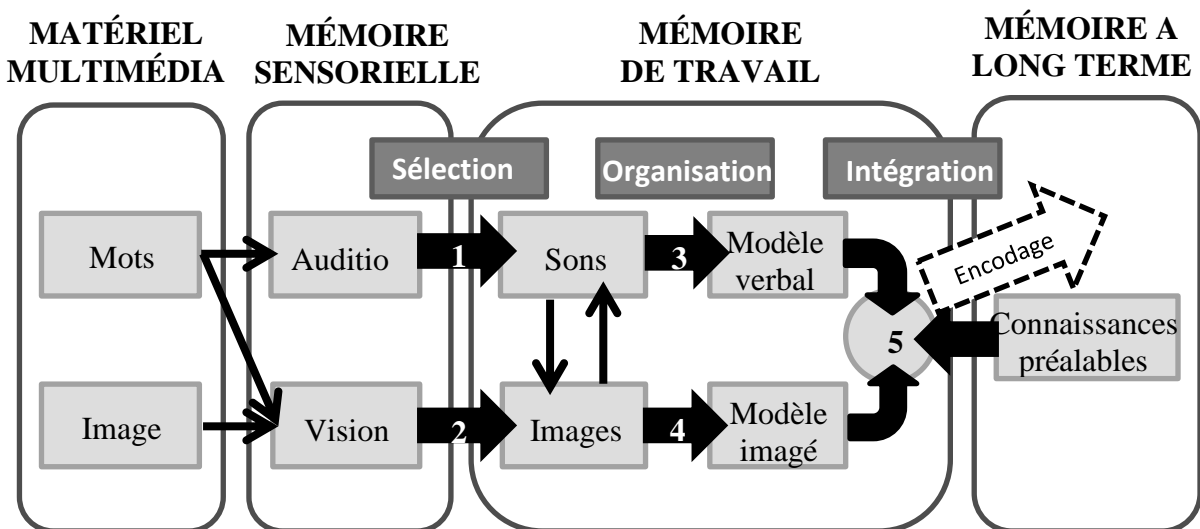 MATÉRIEL
MULTIMÉDIA
MÉMOIRE
SENSORIELLE
MÉMOIRE
DE TRAVAIL
MÉMOIRE A
LONG TERME
Sélection
Organisation
Intégration
Mots
Auditio
1
Sons
3
Modèle
verbal
Encodage
5
Connaissances
préalables
Image
Vision
2
Images
4
Modèle
imagé